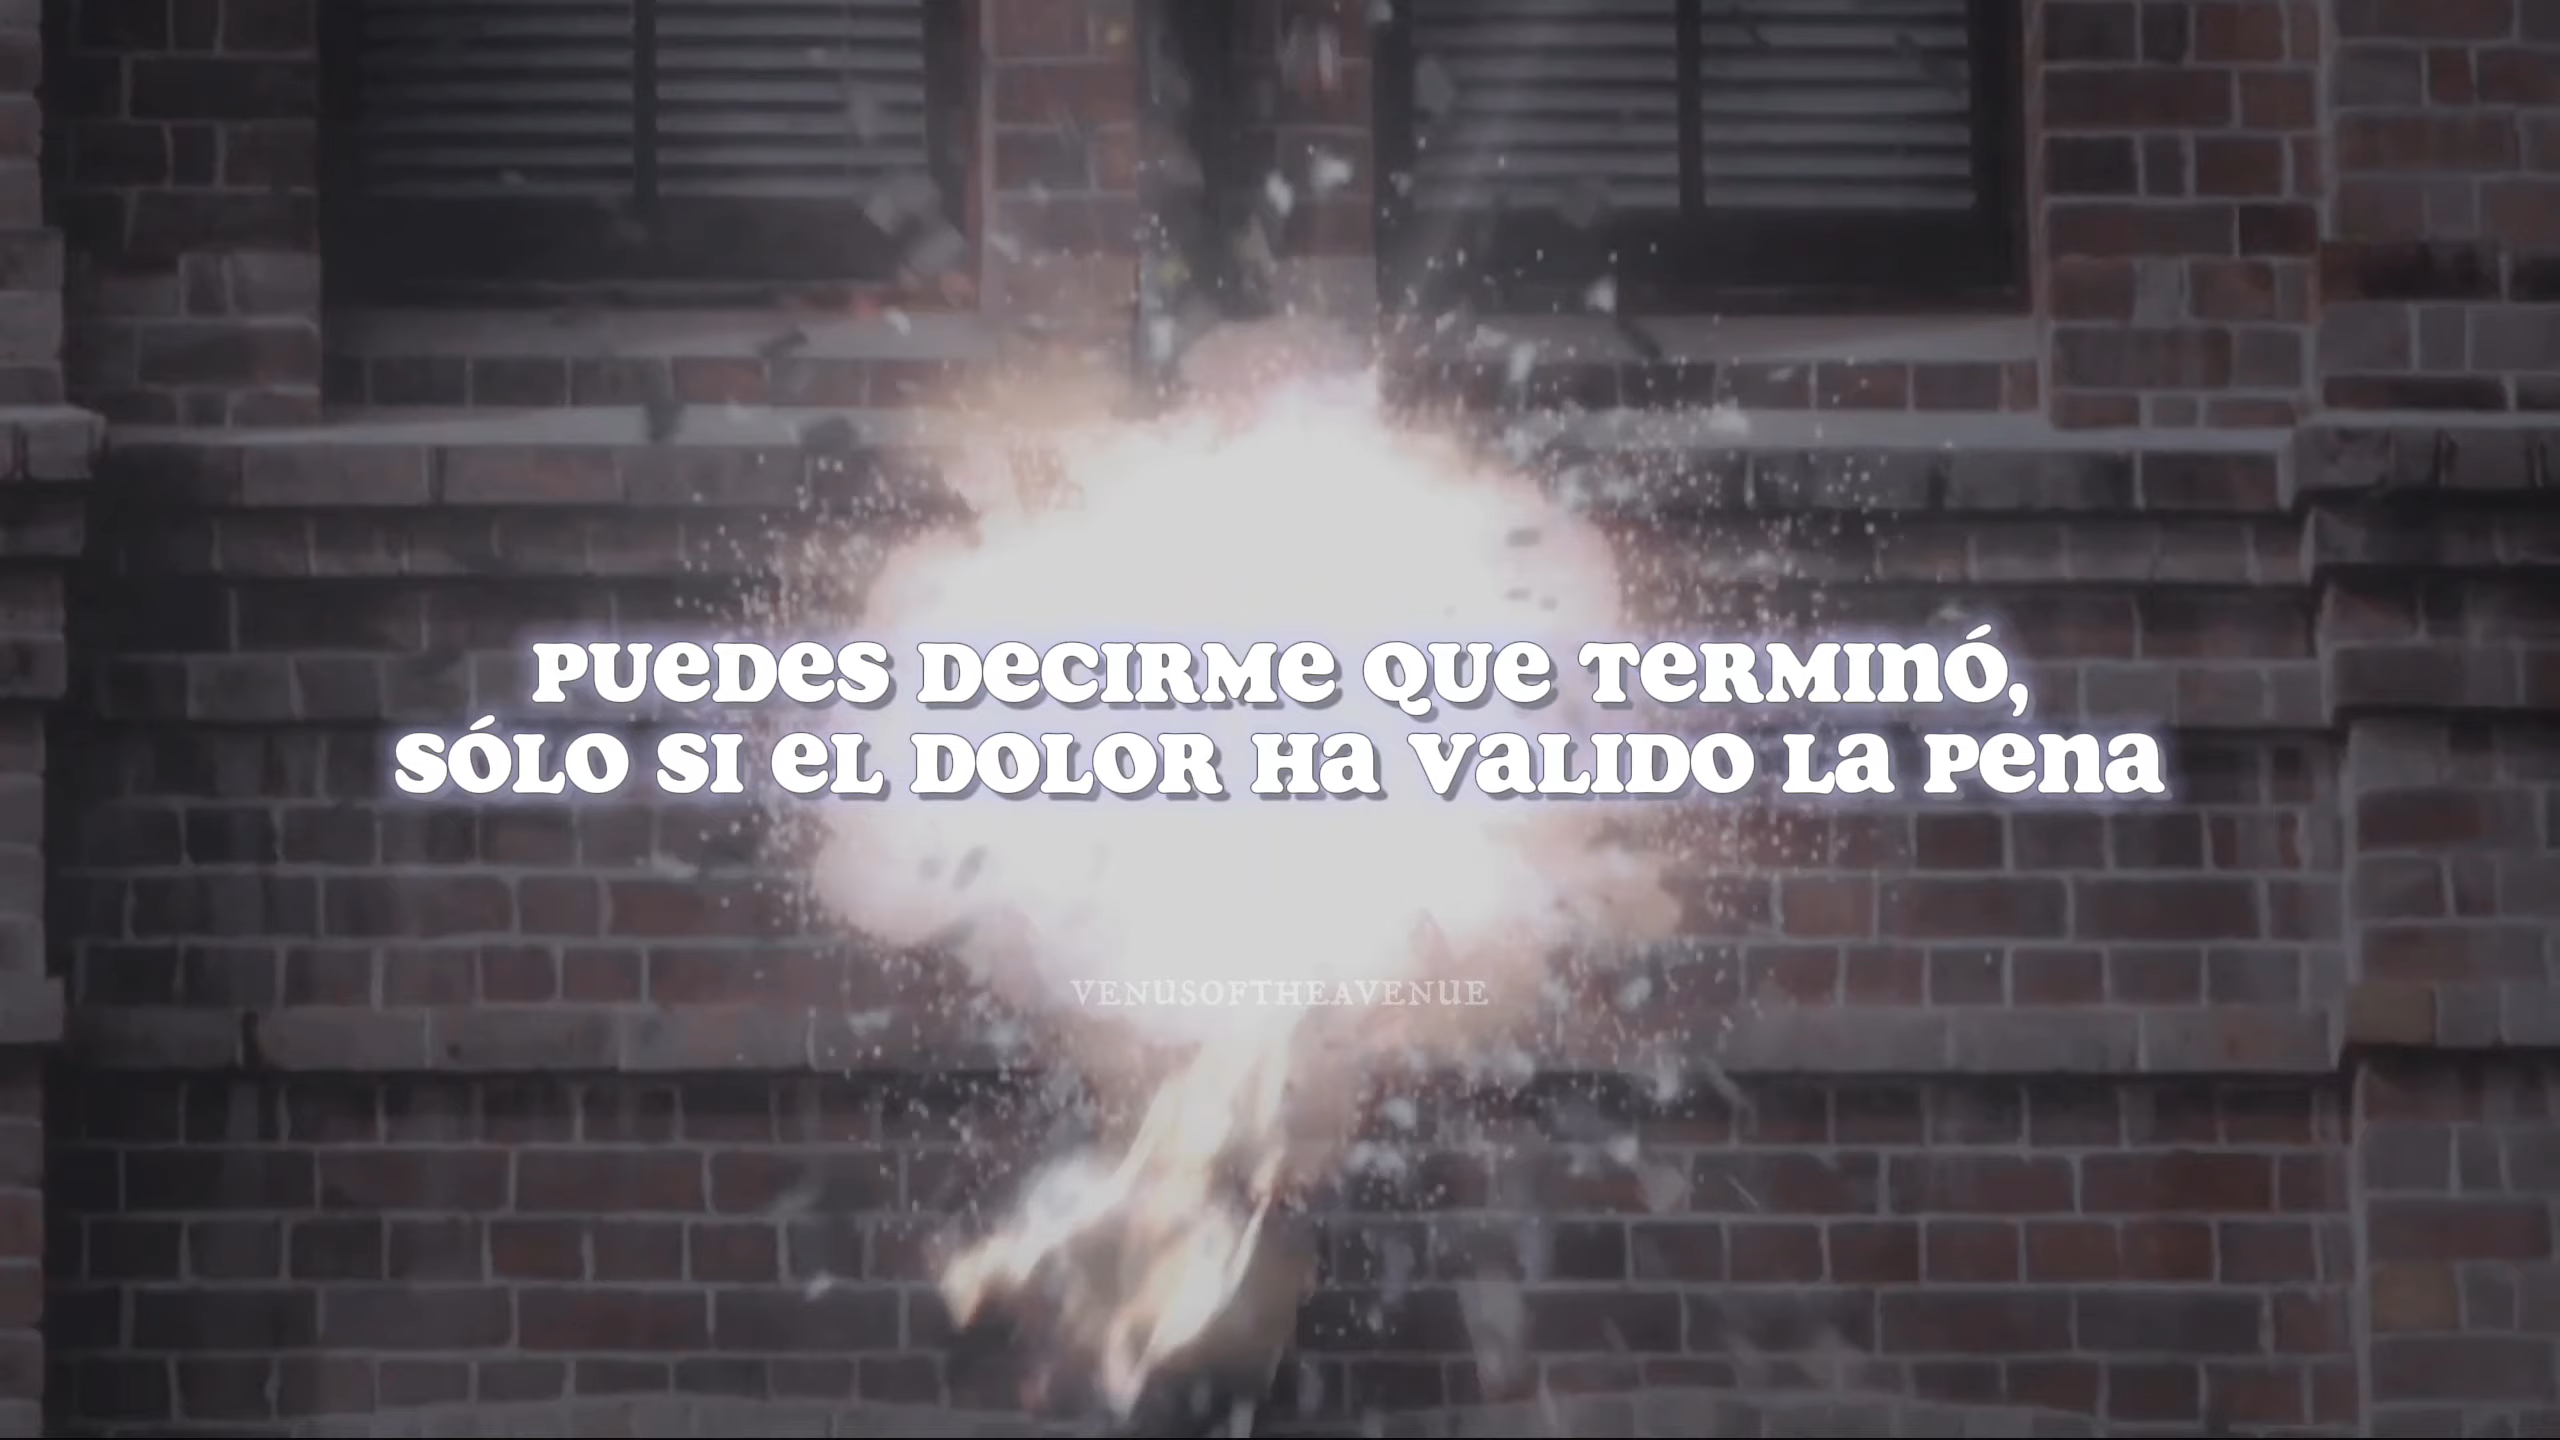 PUEDES DECIRME QUE TERMINÓ,
SÓLO SI EL DOLOR HA VALIDO LA PENA
VENUSOFTHEAVENUE